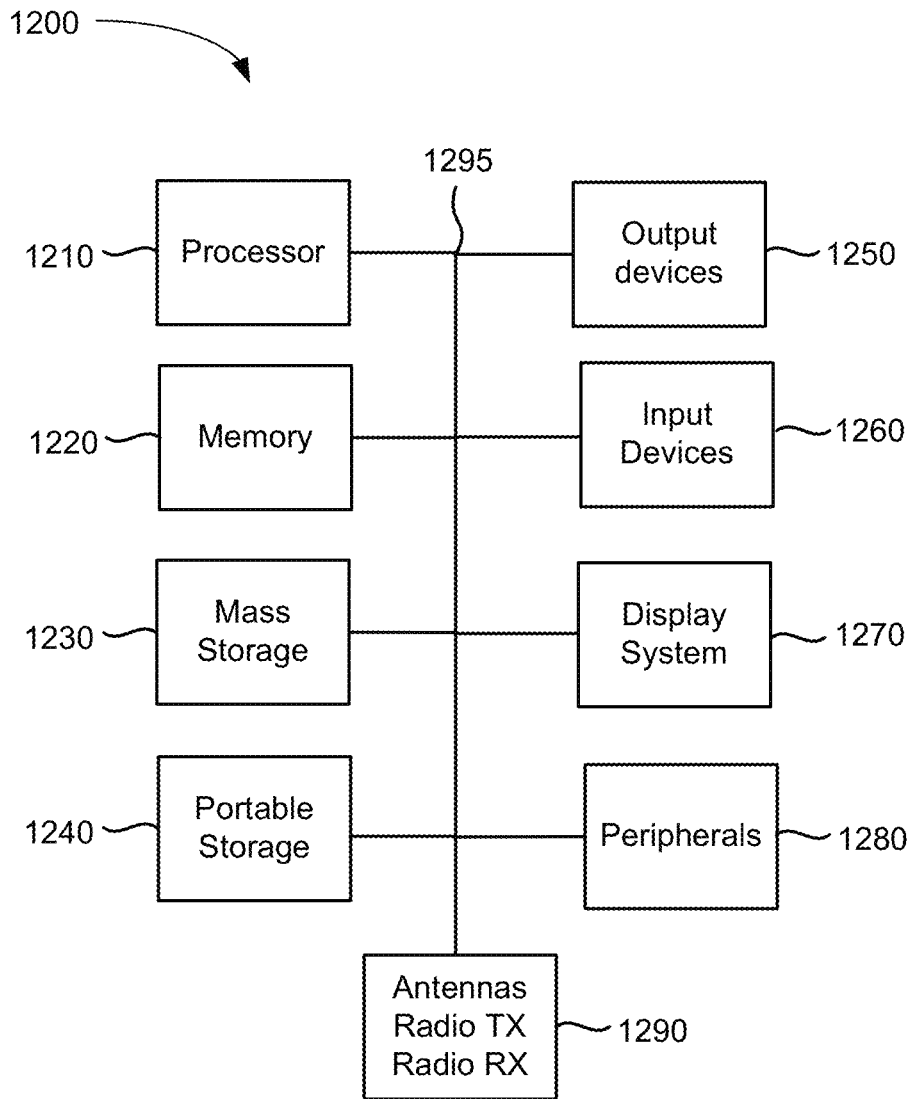 1200
1295
1210
Processor
Output
devices
1250
1220
Memory
Input
Devices
1260
1230
Mass
Storage
Display
System
1270
1240
Portable
Storage
Peripherals
1280
Antennas
Radio TX
Radio RX
1290